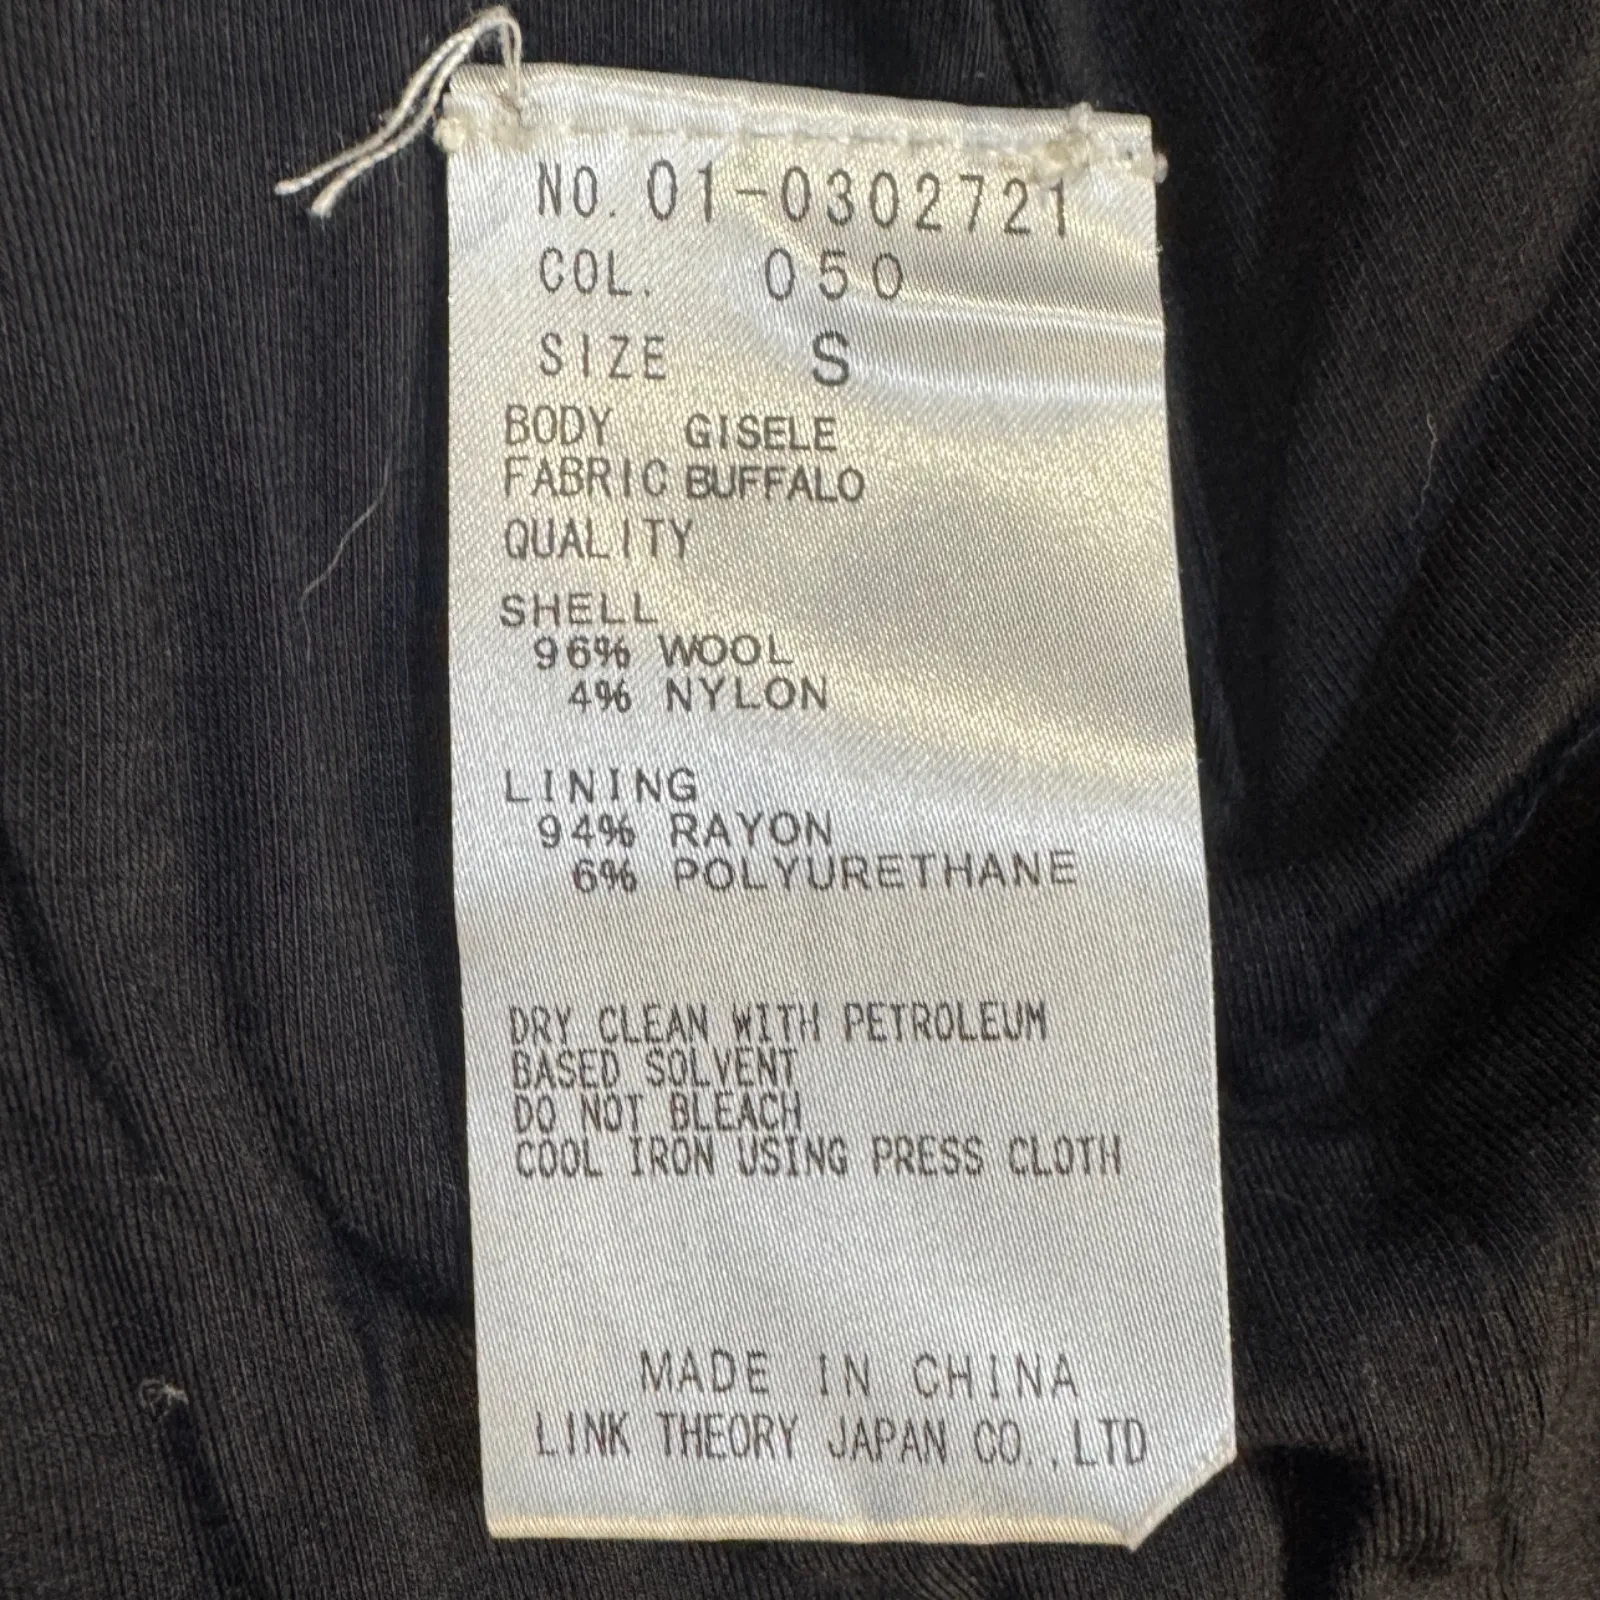 NO. 01-0302721
COL. 050
SIZE S
BODY GISELE
FABRIC BUFFALO
QUALITY
SHELL
96% WOOL
4% NYLON
LINING
94% RAYON
6% POLYURETHANE
DRY CLEAN WITH PETROLEUM
BASED SOLVENT
DO NOT BLEACH
COOL IRON USING PRESS CLOTH
MADE IN CHINA
LINK THEORY JAPAN CO.,LTD